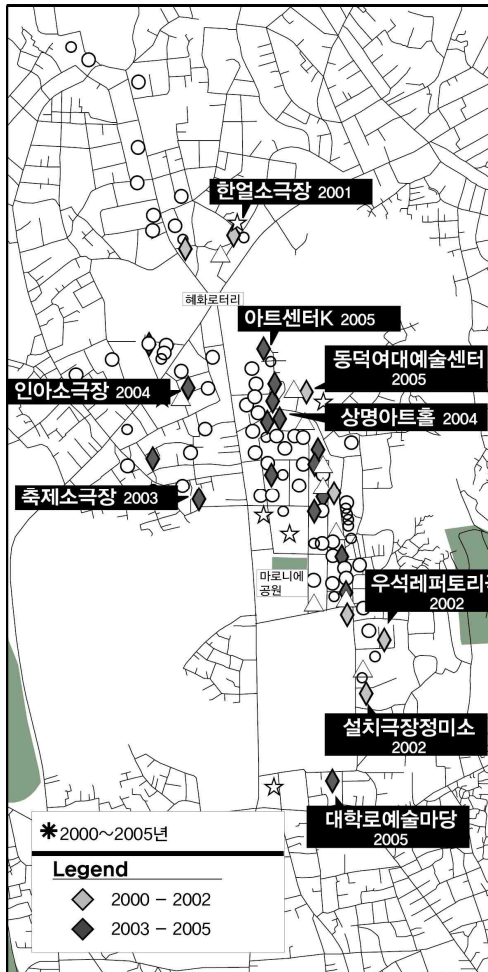 한얼소극장 2001
혜화로터리
아트센터K 2005
동덕여대예술센터
2005
인아소극장 2004
상명아트홀 2004
축제소극장 2003
마로니에
공원
우석레퍼토리
2002
설치극장정미소
2002
대학로예술마당
2005
✱2000~2005년
Legend
2000 - 2002
2003 - 2005